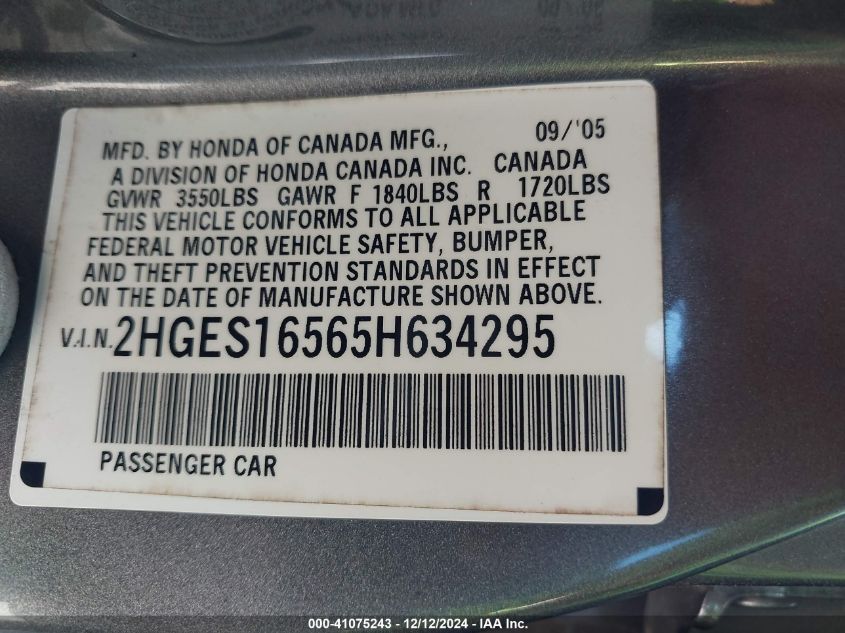 MFD. BY HONDA OF CANADA MFG., 09/'05
A DIVISION OF HONDA CANADA INC. CANADA
GVWR 3550LBS GAWR F 1840LBS R 1720LBS
THIS VEHICLE CONFORMS TO ALL APPLICABLE
FEDERAL MOTOR VEHICLE SAFETY, BUMPER,
AND THEFT PREVENTION STANDARDS IN EFFECT
ON THE DATE OF MANUFACTURE SHOWN ABOVE.
V.I.N. 2HGES16565H634295
PASSENGER CAR
000-41075243 - 12/12/2024 - IAA Inc.